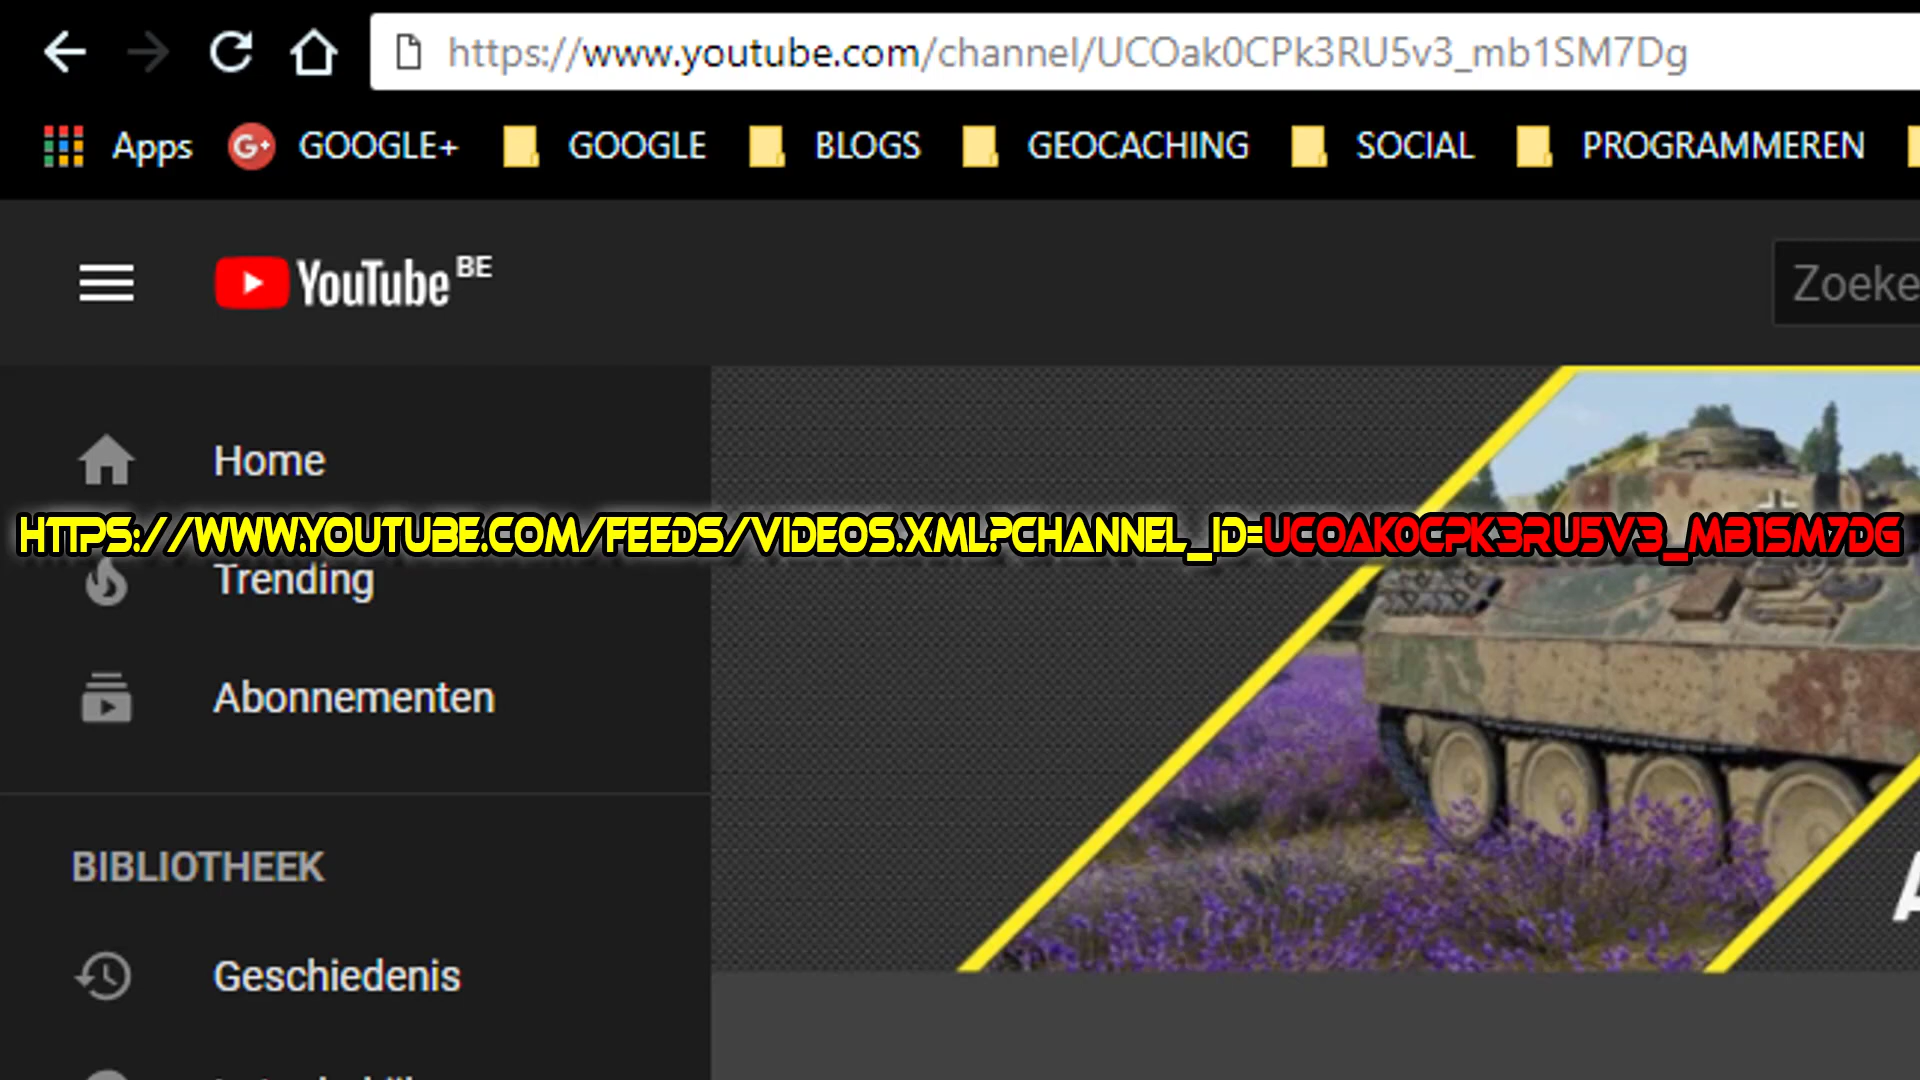 https://www.youtube.com/channel/UCOak0CPk3RU5v3_mb1SM7Dg
Apps GOOGLE+ GOOGLE BLOGS GEOCACHING SOCIAL PROGRAMMEREN
YouTube BE
Zoeke
Home
HTTPS://WWW.YOUTUBE.COM/FEEDS/VIDEOS.XML?CHANNEL_ID=UCOAK0CPK3RU5V3_MB1SM7DG
Trending
Abonnementen
BIBLIOTHEEK
Geschiedenis